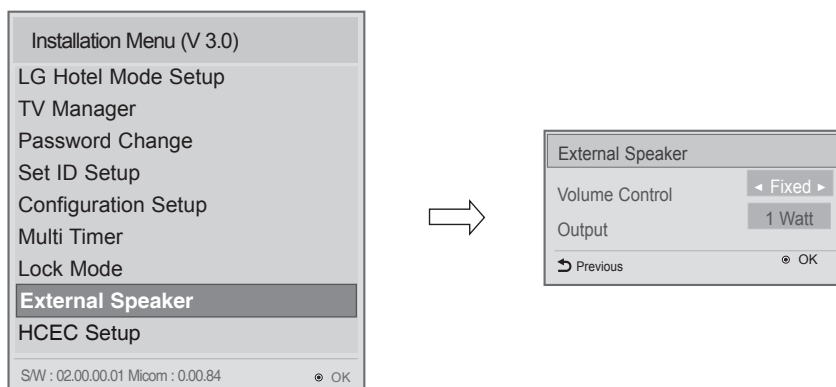 Installation Menu (V 3.0)
LG Hotel Mode Setup
TV Manager
Password Change
Set ID Setup
Configuration Setup
Multi Timer
Lock Mode
External Speaker
HCEC Setup
S/W : 02.00.00.01 Micom : 0.00.84 ◉ OK
External Speaker
Volume Control ◄ Fixed ►
Output 1 Watt
⮌ Previous ◉ OK